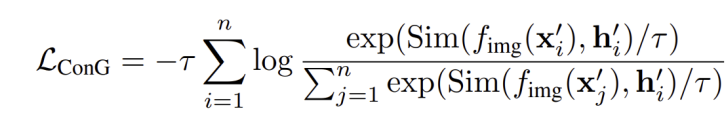 $\mathcal{L}_{\text{ConG}} = -\tau \sum_{i=1}^{n} \log \frac{\exp(\text{Sim}(f_{\text{img}}(\mathbf{x}'_i), \mathbf{h}'_i)/\tau)}{\sum_{j=1}^{n} \exp(\text{Sim}(f_{\text{img}}(\mathbf{x}'_j), \mathbf{h}'_i)/\tau)}$